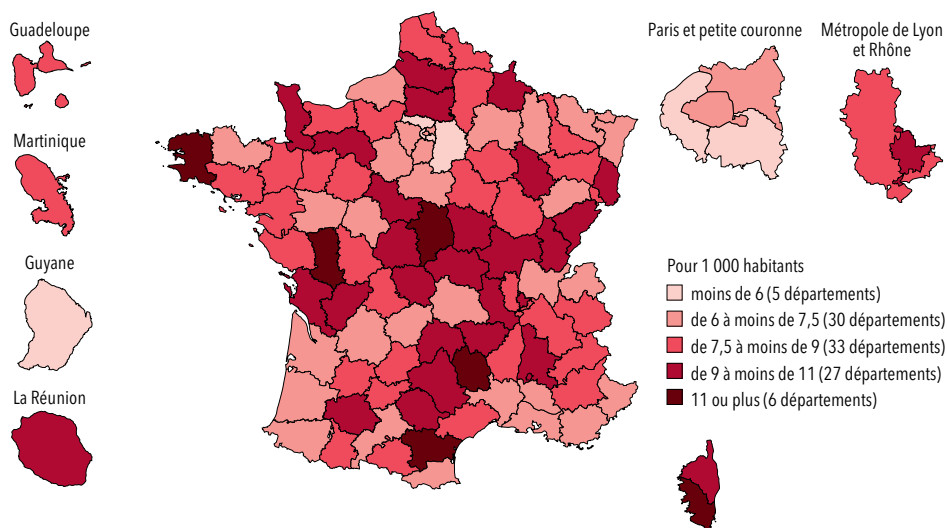 Guadeloupe
Martinique
Guyane
La Réunion
Paris et petite couronne
Métropole de Lyon
et Rhône
Pour 1 000 habitants
moins de 6 (5 départements)
de 6 à moins de 7,5 (30 départements)
de 7,5 à moins de 9 (33 départements)
de 9 à moins de 11 (27 départements)
11 ou plus (6 départements)